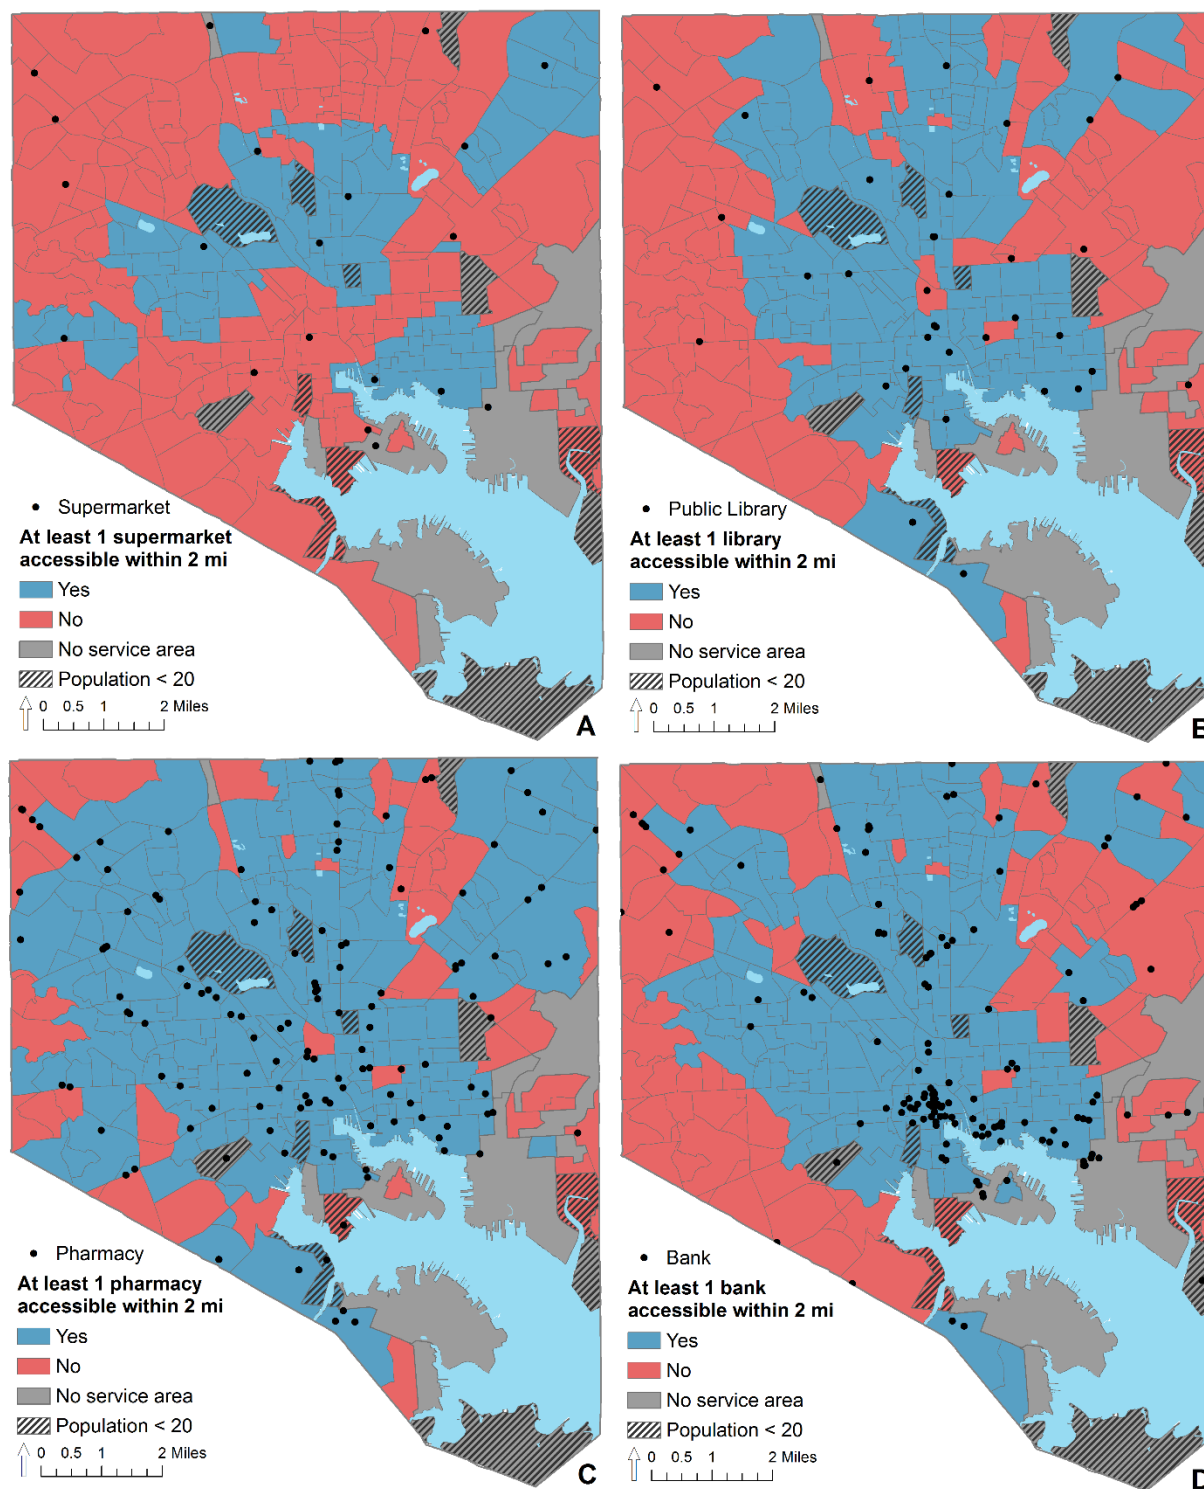 Supermarket
At least 1 supermarket
accessible within 2 mi
Yes
No
No service area
Population < 20
0 0.5 1 2 Miles
A
Public Library
At least 1 library
accessible within 2 mi
Yes
No
No service area
Population < 20
0 0.5 1 2 Miles
B
Pharmacy
At least 1 pharmacy
accessible within 2 mi
Yes
No
No service area
Population < 20
0 0.5 1 2 Miles
C
Bank
At least 1 bank
accessible within 2 mi
Yes
No
No service area
Population < 20
0 0.5 1 2 Miles
D